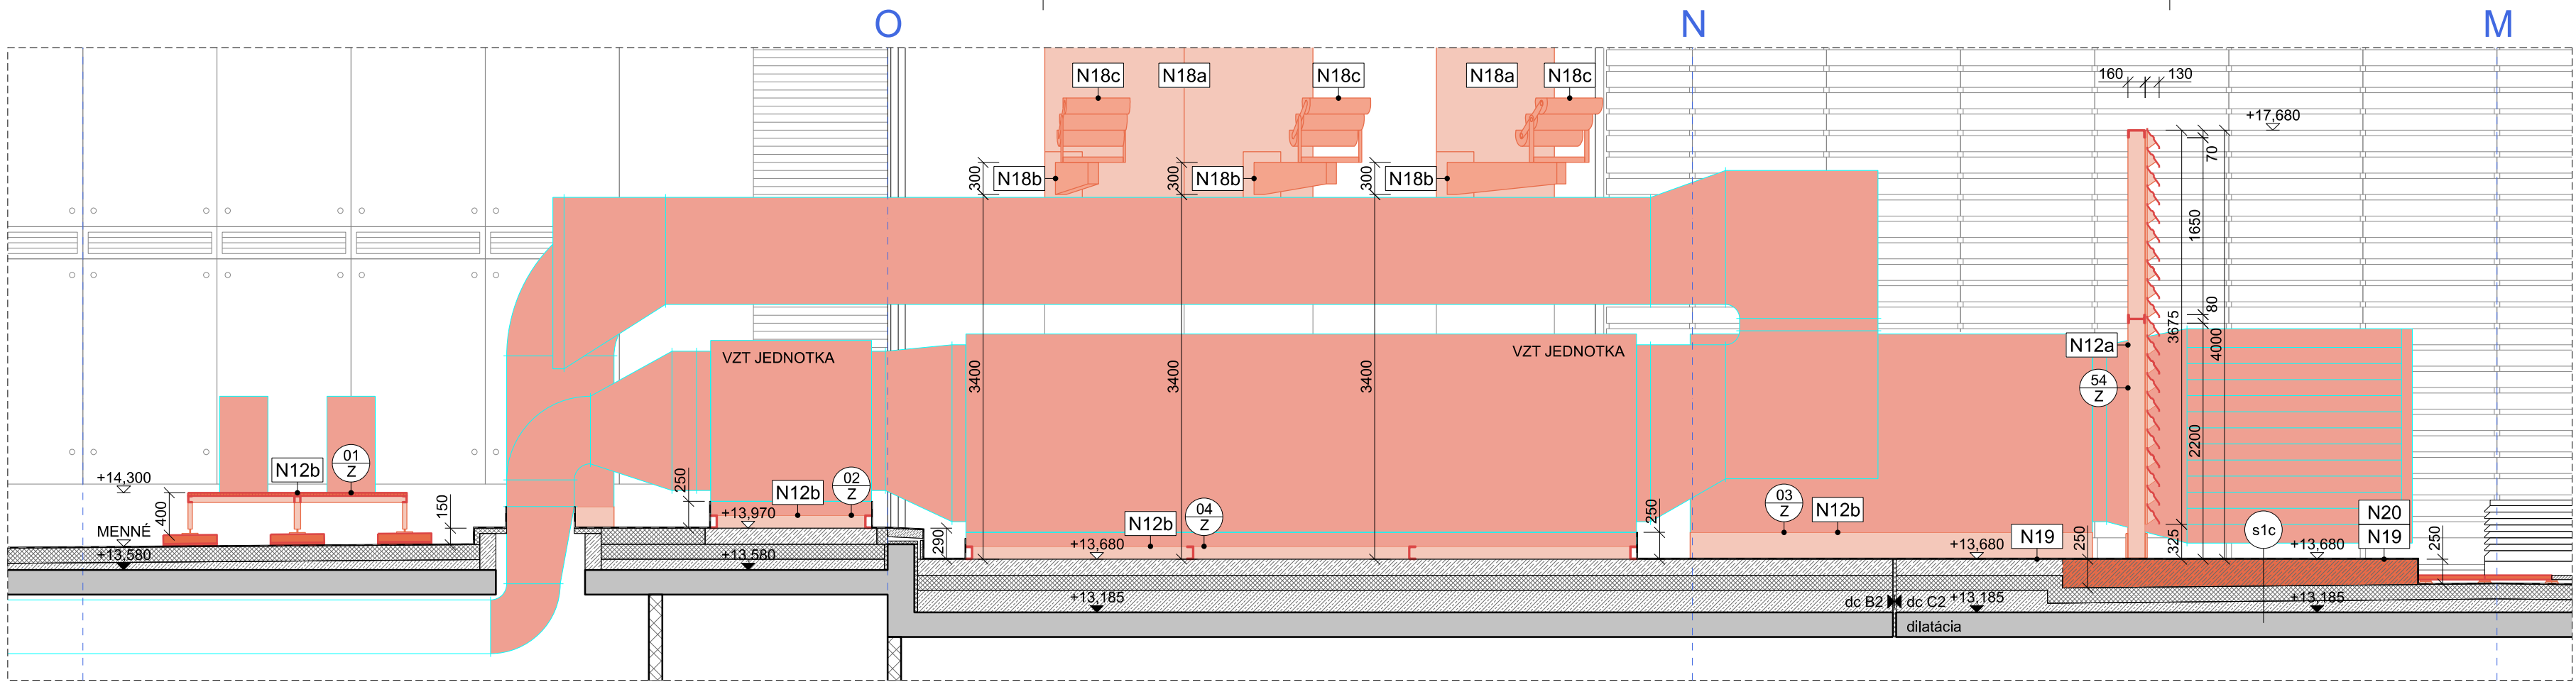 O
N
M
N18c
N18a
N18c
N18a
N18c
160
130
+17,680
300
N18b
300
N18b
300
N18b
70
1650
80
3675
4000
VZT JEDNOTKA
VZT JEDNOTKA
N12a
54
Z
3400
3400
3400
2200
+14,300
N12b
01
Z
400
150
250
N12b
02
Z
+13,970
N12b
04
Z
250
03
Z
N12b
N20
N19
s1c
MENNÉ
+13,580
+13,580
290
+13,680
+13,680
N19
250
325
+13,680
250
+13,185
dc B2
dc C2
+13,185
+13,185
dilatácia